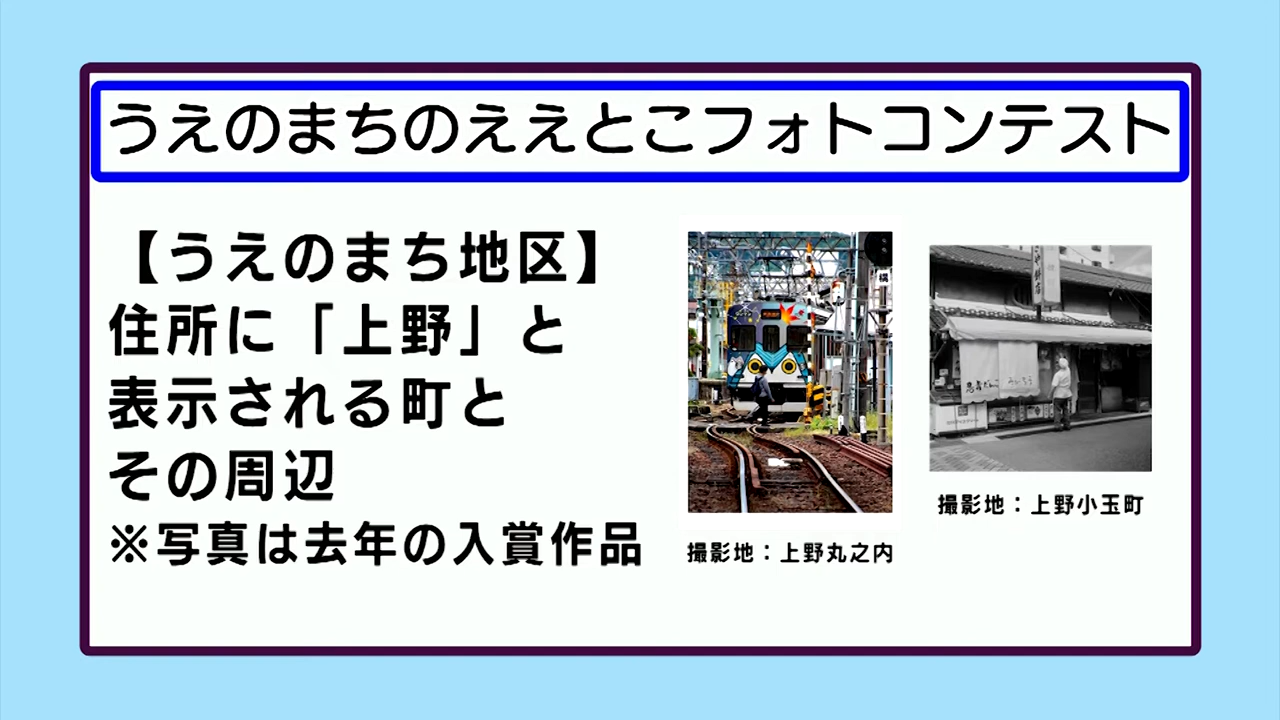 うえのまちのええとこフォトコンテスト
【うえのまち地区】
住所に「上野」と
表示される町と
その周辺
※写真は去年の入賞作品
撮影地：上野丸之内
撮影地：上野小玉町